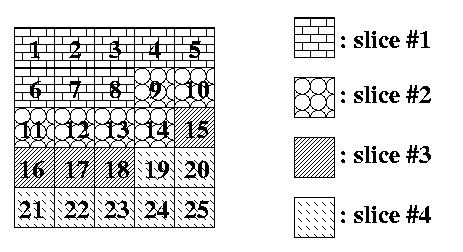 1 2 3 4 5
6 7 8 9 10
11 12 13 14 15
16 17 18 19 20
21 22 23 24 25
: slice #1
: slice #2
: slice #3
: slice #4